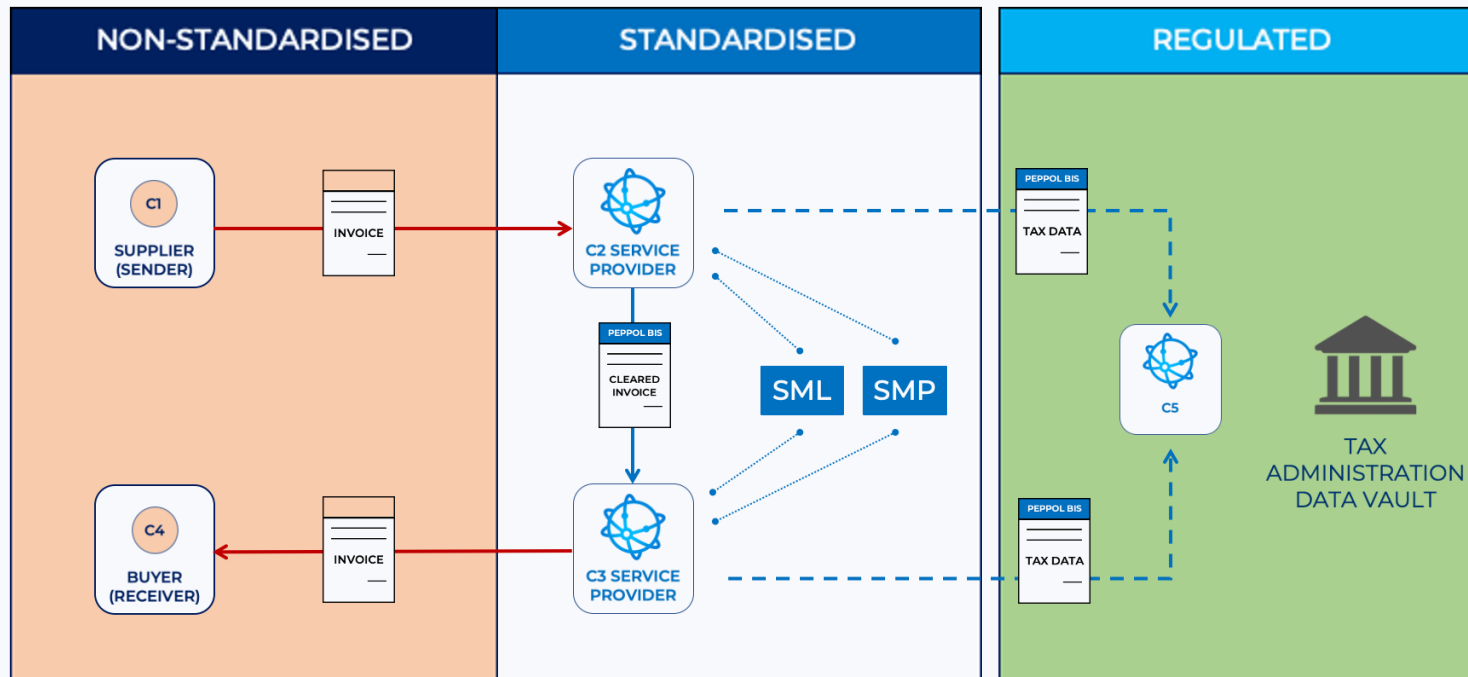 NON-STANDARDISED
STANDARDISED
REGULATED
C1
SUPPLIER
(SENDER)
INVOICE
C2 SERVICE
PROVIDER
PEPPOL BIS
TAX DATA
PEPPOL BIS
CLEARED
INVOICE
SML
SMP
C5
TAX
ADMINISTRATION
DATA VAULT
C4
BUYER
(RECEIVER)
INVOICE
C3 SERVICE
PROVIDER
PEPPOL BIS
TAX DATA